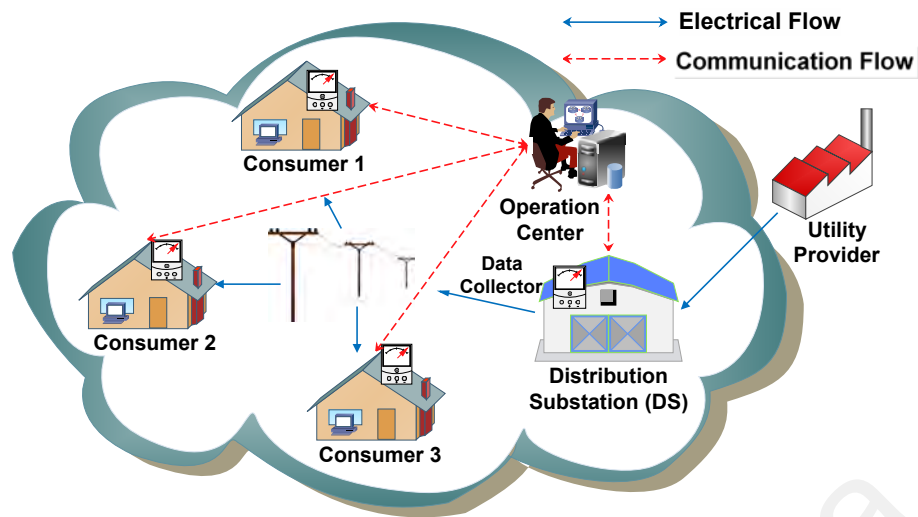 Electrical Flow
Communication Flow
Consumer 1
Operation
Center
Utility
Provider
Data
Collector
Consumer 2
Distribution
Substation (DS)
Consumer 3